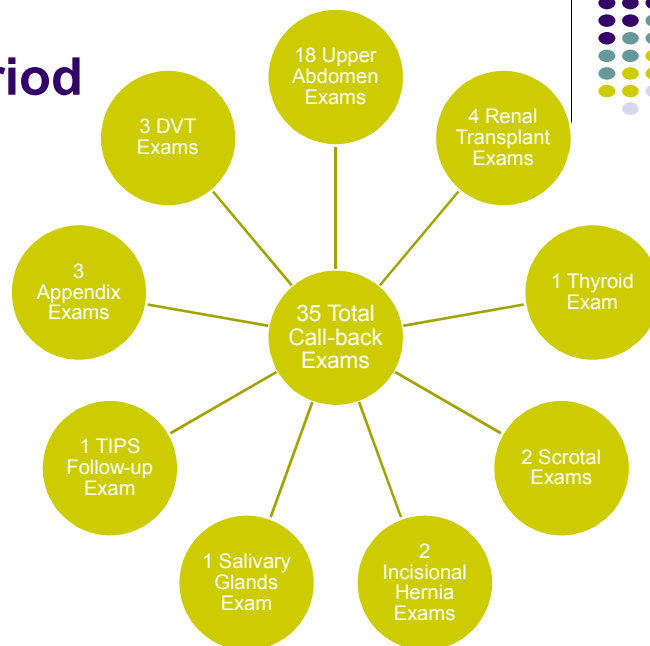 riod
18 Upper
Abdomen
Exams
4 Renal
Transplant
Exams
1 Thyroid
Exam
2 Scrotal
Exams
2
Incisional
Hernia
Exams
1 Salivary
Glands
Exam
1 TIPS
Follow-up
Exam
3
Appendix
Exams
3 DVT
Exams
35 Total
Call-back
Exams